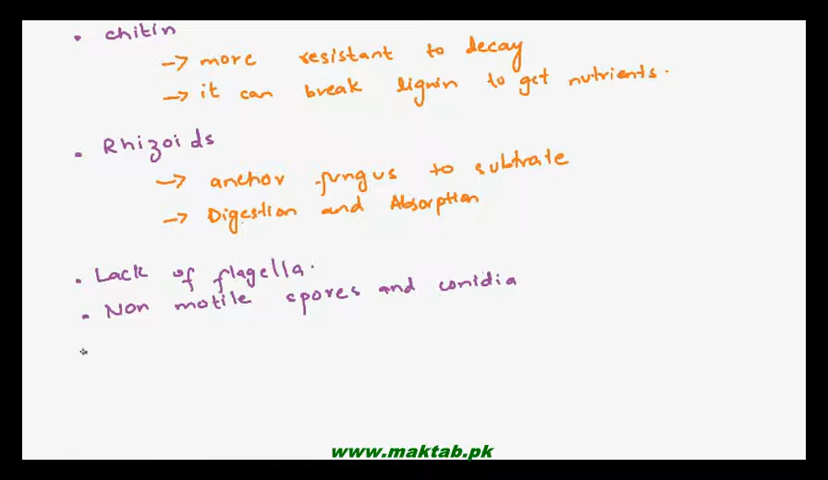 • chitin
→ more resistant to decay
→ it can break lignin to get nutrients.
• Rhizoids
→ anchor fungus to subtrate
→ Digestion and Absorption
• Lack of flagella.
• Non motile spores and conidia
www.maktab.pk